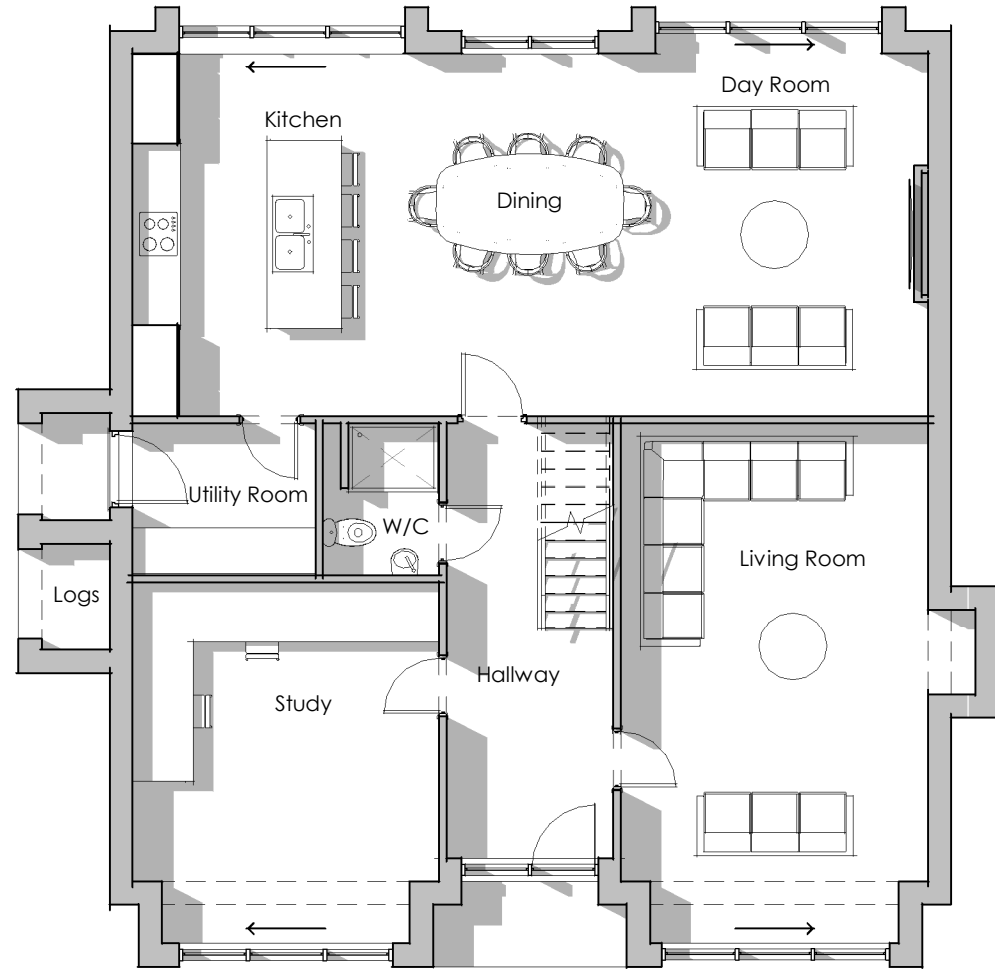 Day Room
Kitchen
Dining
Utility Room
W/C
Living Room
Logs
Hallway
Study